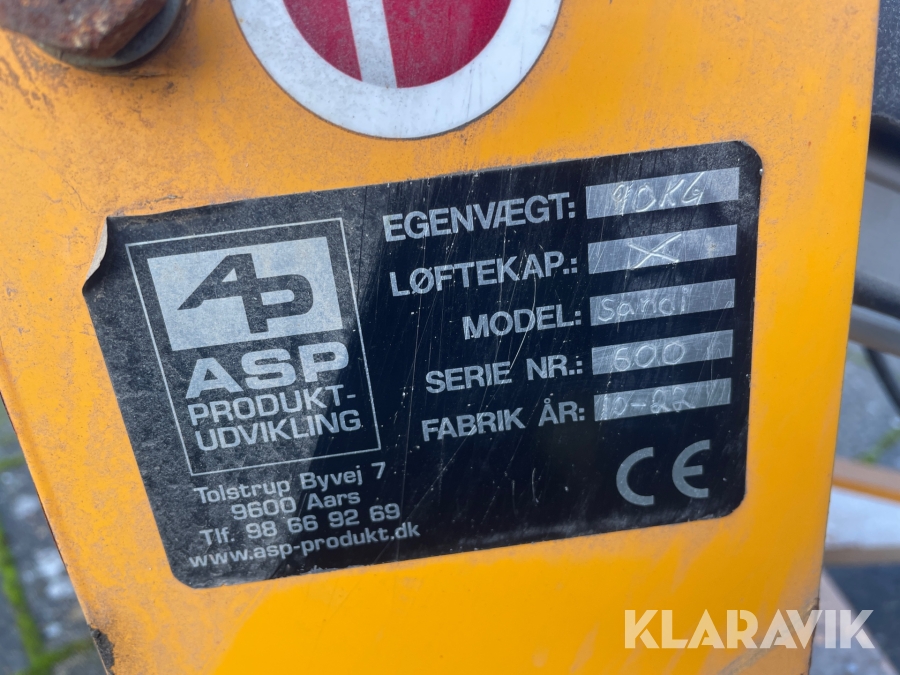 AP
ASP
PRODUKT-
UDVIKLING
Tolstrup Byvej 7
9600 Aars
Tlf. 98 66 92 69
www.asp-produkt.dk
EGENVÆGT: 90KG
LØFTEKAP.: X
MODEL: Sandi
SERIE NR.: 600
FABRIK ÅR: 10-22
CE
KLARAVIK